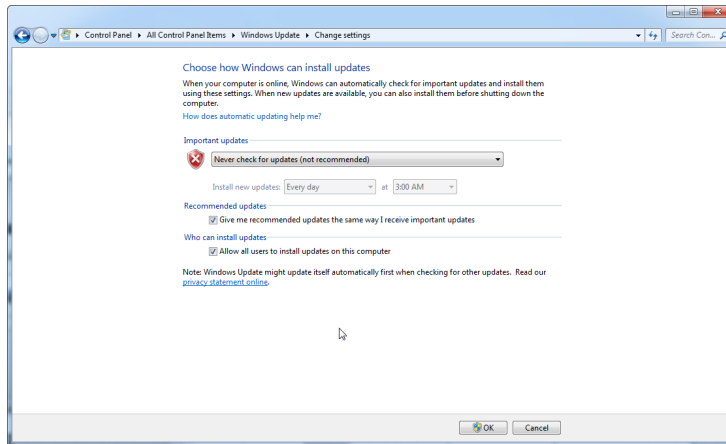 Control Panel ▸ All Control Panel Items ▸ Windows Update ▸ Change settings
Search Con...
Choose how Windows can install updates
When your computer is online, Windows can automatically check for important updates and install them
using these settings. When new updates are available, you can also install them before shutting down the
computer.
How does automatic updating help me?
Important updates
Never check for updates (not recommended)
Install new updates: Every day at 3:00 AM
Recommended updates
Give me recommended updates the same way I receive important updates
Who can install updates
Allow all users to install updates on this computer
Note: Windows Update might update itself automatically first when checking for other updates. Read our
privacy statement online.
OK Cancel